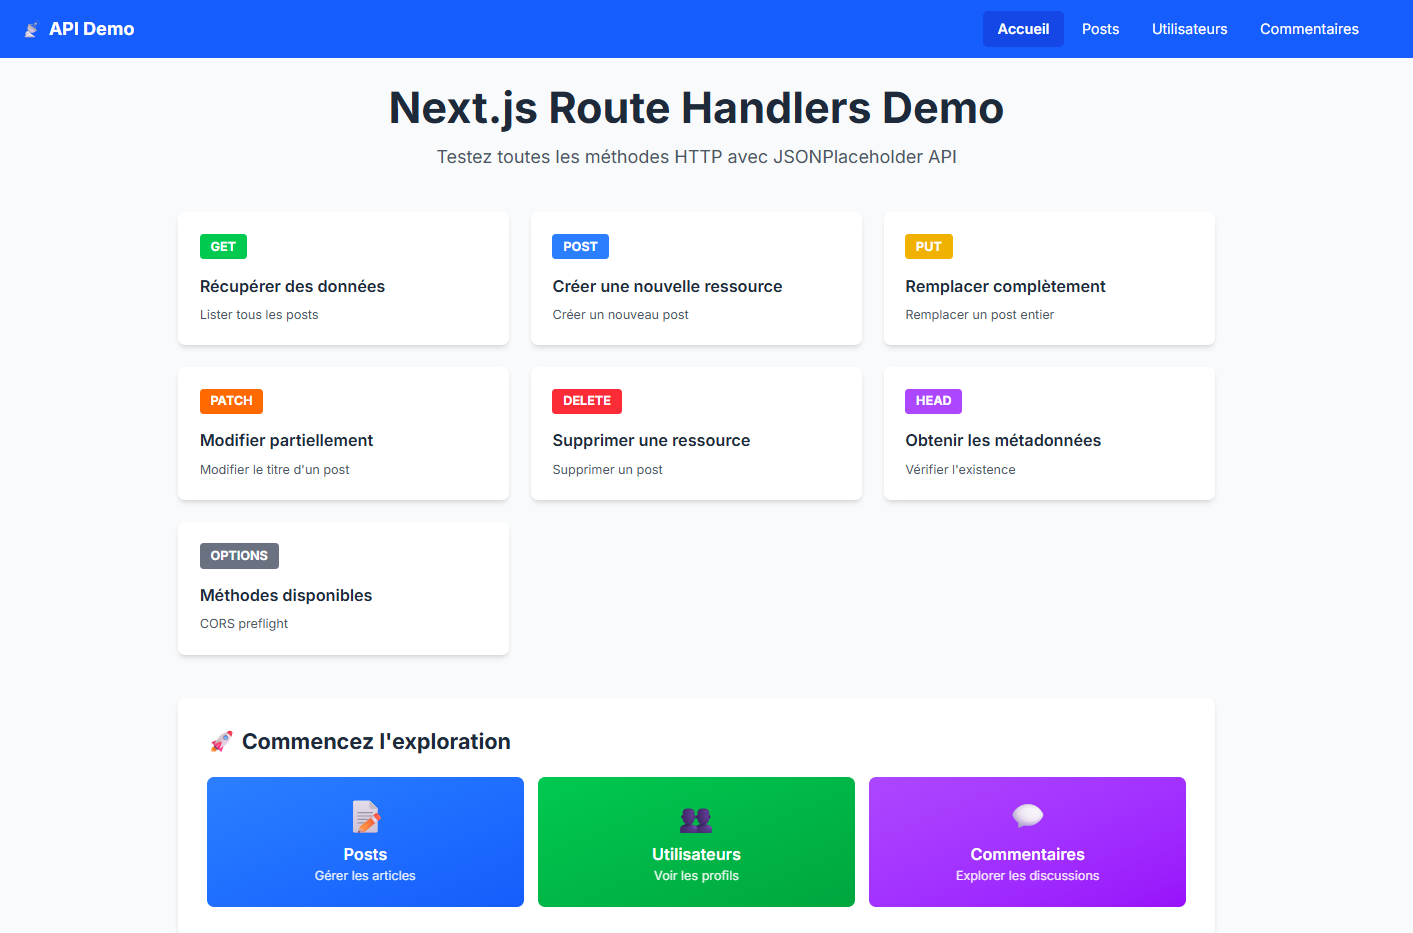 API Demo
Accueil
Posts
Utilisateurs
Commentaires
Next.js Route Handlers Demo
Testez toutes les méthodes HTTP avec JSONPlaceholder API
GET
Récupérer des données
Lister tous les posts
POST
Créer une nouvelle ressource
Créer un nouveau post
PUT
Remplacer complètement
Remplacer un post entier
PATCH
Modifier partiellement
Modifier le titre d'un post
DELETE
Supprimer une ressource
Supprimer un post
HEAD
Obtenir les métadonnées
Vérifier l'existence
OPTIONS
Méthodes disponibles
CORS preflight
🚀 Commencez l'exploration
Posts
Gérer les articles
Utilisateurs
Voir les profils
Commentaires
Explorer les discussions